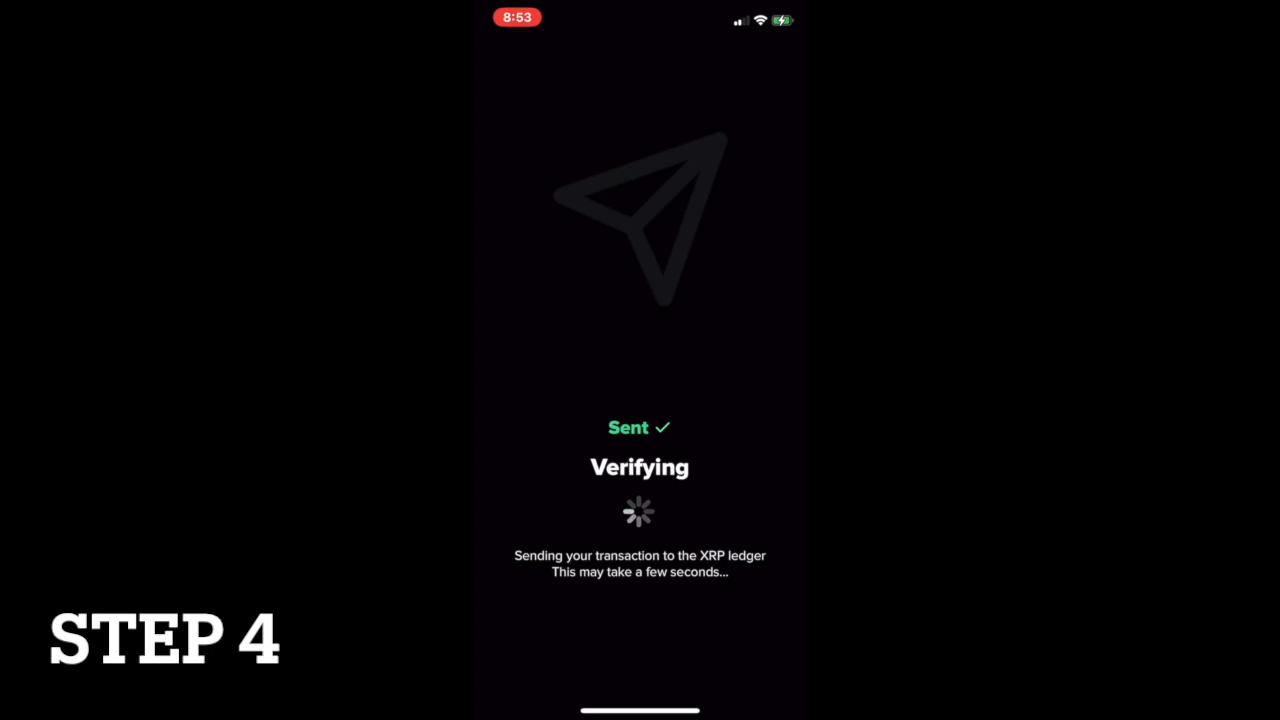 8:53
Sent
Verifying
Sending your transaction to the XRP ledger
This may take a few seconds...
STEP 4